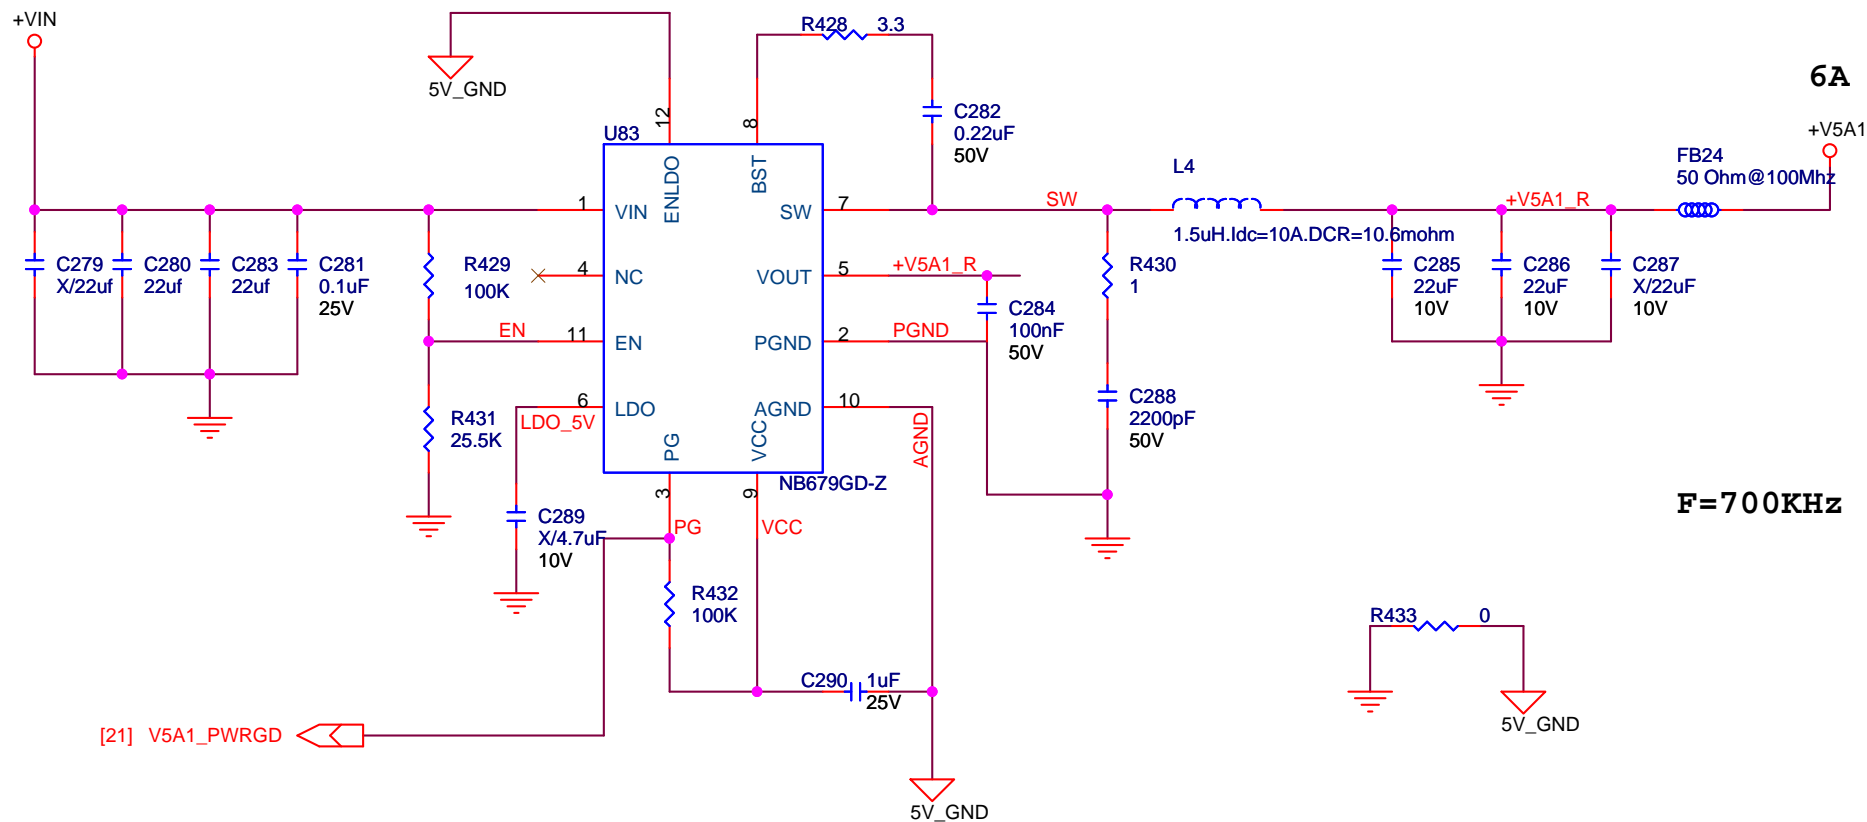 +VIN
5V_GND
R428 3.3
6A
C282
0.22uF
50V
+V5A1
U83
12
8
L4
FB24
50 Ohm@100Mhz
ENLDO
BST
1 VIN
SW 7
SW
+V5A1_R
1.5uH.Idc=10A.DCR=10.6mohm
C279
X/22uf
C280
22uf
C283
22uf
C281
0.1uF
25V
R429
100K
4 NC
VOUT 5
+V5A1_R
R430
1
C285
22uF
10V
C286
22uF
10V
C287
X/22uF
10V
C284
100nF
50V
EN
11 EN
PGND 2
PGND
R431
25.5K
6 LDO
LDO_5V
AGND 10
AGND
C288
2200pF
50V
PG
VCC
NB679GD-Z
3
9
PG
VCC
F=700KHz
C289
X/4.7uF
10V
R432
100K
R433 0
C290 1uF
25V
5V_GND
[21] V5A1_PWRGD
5V_GND